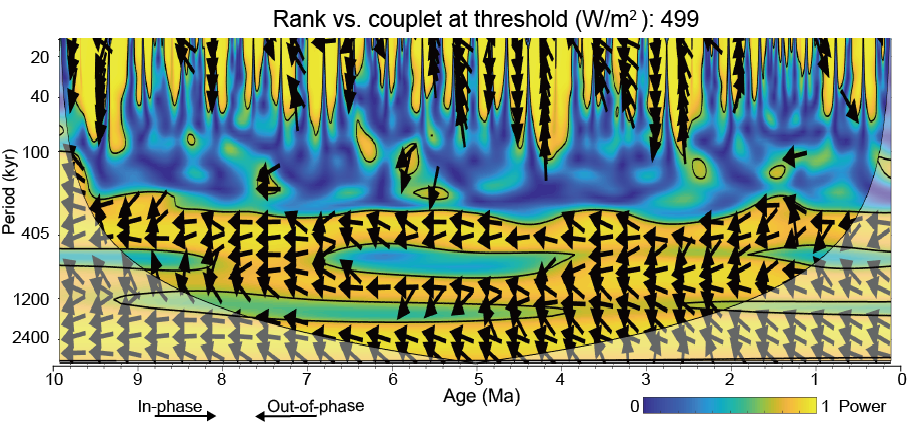 Rank vs. couplet at threshold (W/m²): 499
Period (kyr)
20
40
100
405
1200
2400
10 9 8 7 6 5 4 3 2 1 0
Age (Ma)
In-phase Out-of-phase 0 1 Power